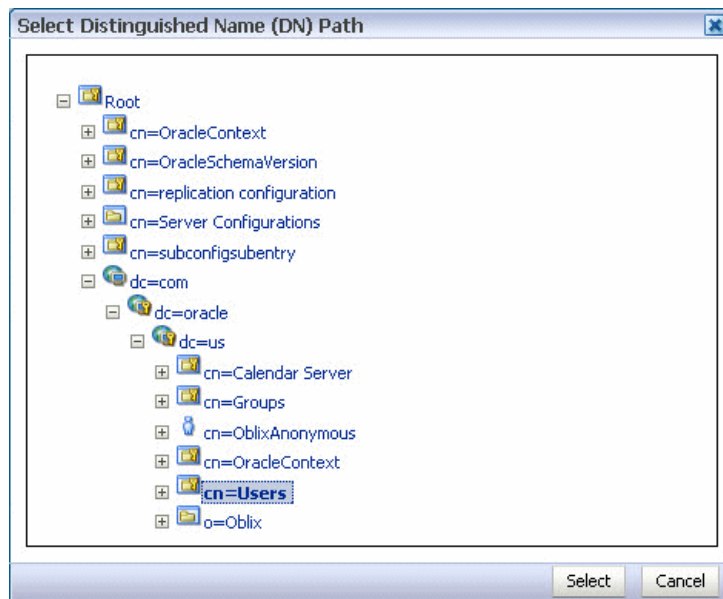 Select Distinguished Name (DN) Path
Root
cn=OracleContext
cn=OracleSchemaVersion
cn=replication configuration
cn=Server Configurations
cn=subconfigsubentry
dc=com
dc=oracle
dc=us
cn=Calendar Server
cn=Groups
cn=OblixAnonymous
cn=OracleContext
cn=Users
o=Oblix
Select Cancel